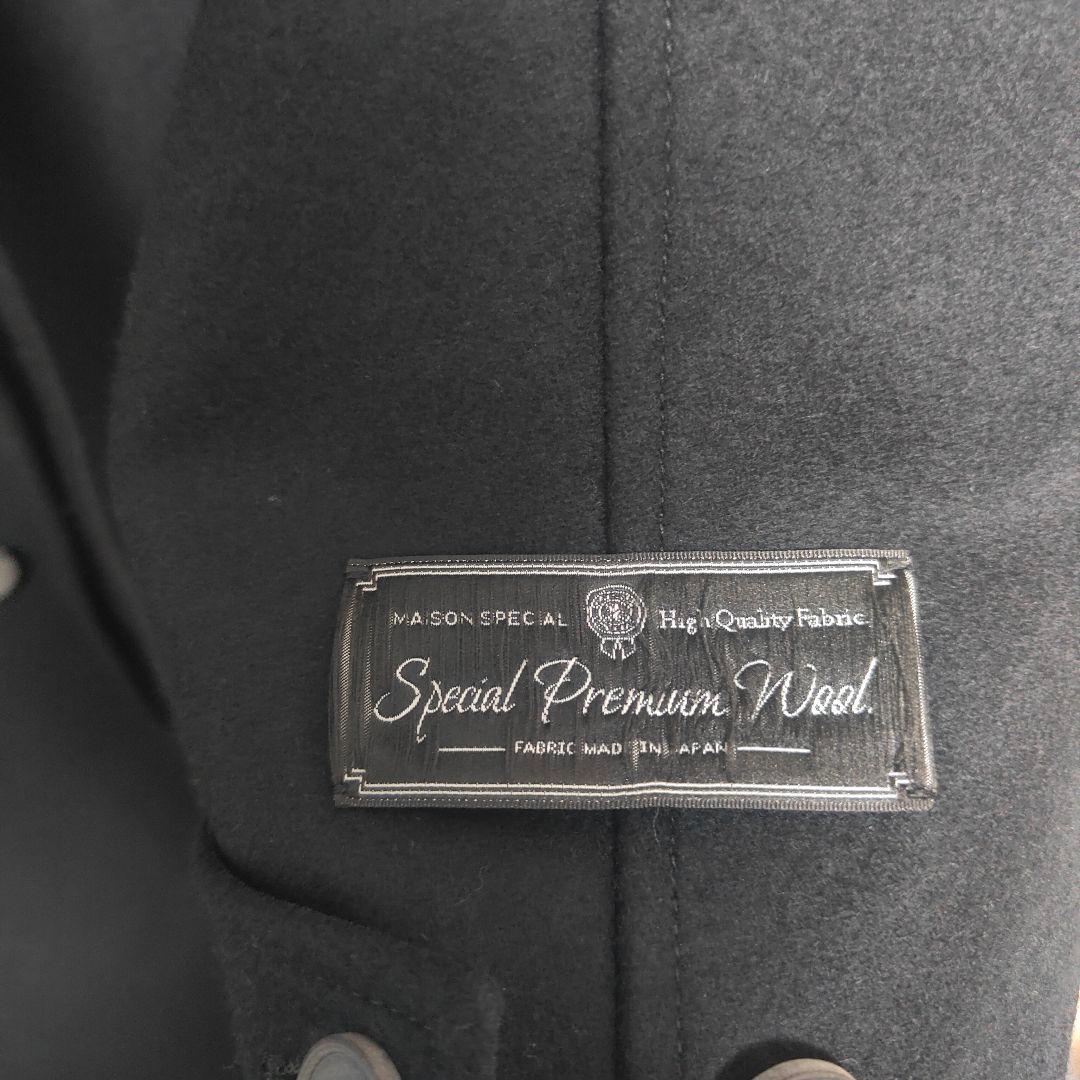 MAISON SPECIAL
High Quality Fabric
Special Premium Wool.
FABRIC MADE IN JAPAN